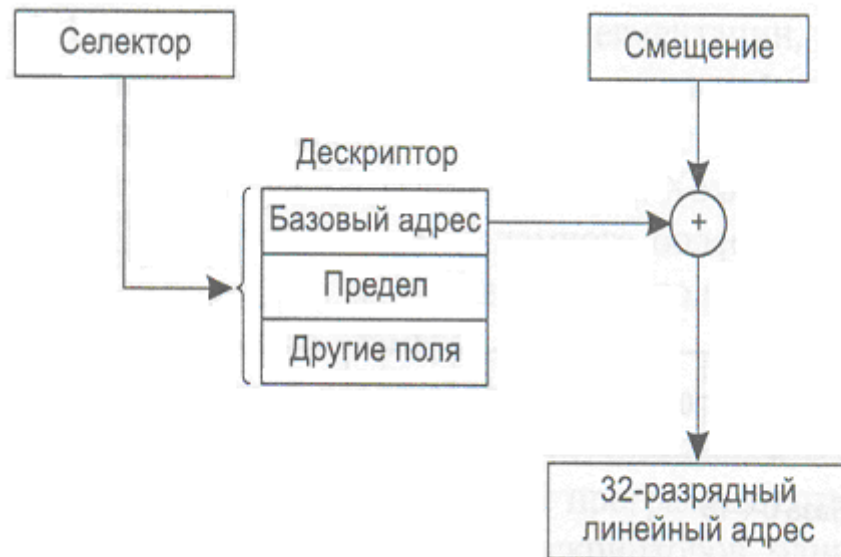 Селектор
Смещение
Дескриптор
Базовый адрес
+
Предел
Другие поля
32-разрядный
линейный адрес